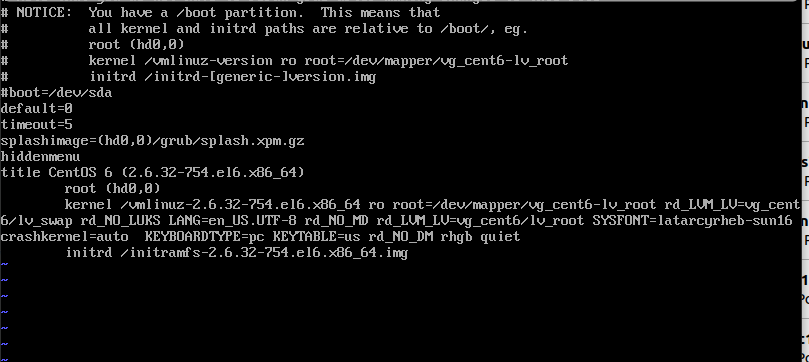 # NOTICE:  You have a /boot partition.  This means that
#          all kernel and initrd paths are relative to /boot/, eg.
#          root (hd0,0)
#          kernel /vmlinuz-version ro root=/dev/mapper/vg_cent6-lv_root
#          initrd /initrd-[generic-]version.img
#boot=/dev/sda
default=0
timeout=5
splashimage=(hd0,0)/grub/splash.xpm.gz
hiddenmenu
title CentOS 6 (2.6.32-754.el6.x86_64)
        root (hd0,0)
        kernel /vmlinuz-2.6.32-754.el6.x86_64 ro root=/dev/mapper/vg_cent6-lv_root rd_LVM_LV=vg_cent
6/lv_swap rd_NO_LUKS LANG=en_US.UTF-8 rd_NO_MD rd_LVM_LV=vg_cent6/lv_root SYSFONT=latarcyrheb-sun16
crashkernel=auto  KEYBOARDTYPE=pc KEYTABLE=us rd_NO_DM rhgb quiet
        initrd /initramfs-2.6.32-754.el6.x86_64.img
~
~
~
~
~
~
~